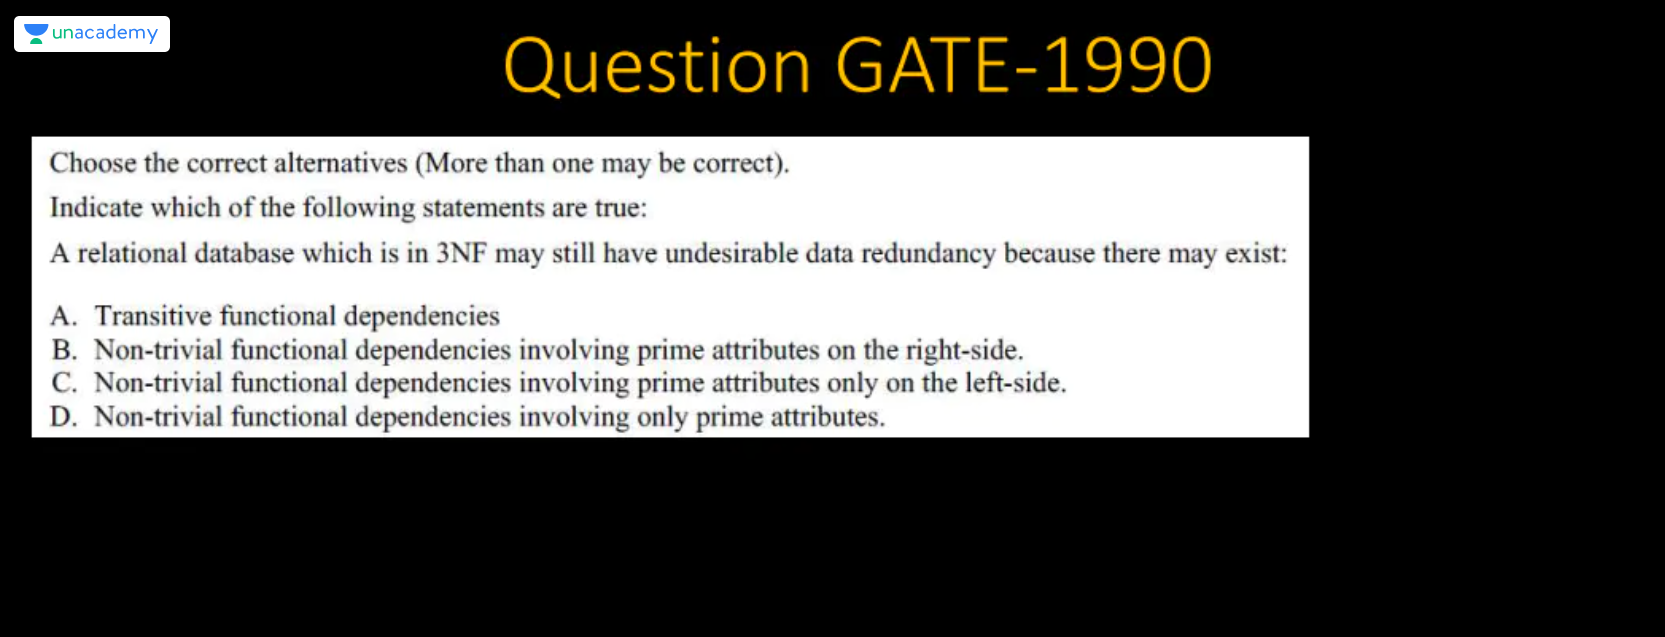 unacademy
Question GATE-1990
Choose the correct alternatives (More than one may be correct).
Indicate which of the following statements are true:
A relational database which is in 3NF may still have undesirable data redundancy because there may exist:
A. Transitive functional dependencies
B. Non-trivial functional dependencies involving prime attributes on the right-side.
C. Non-trivial functional dependencies involving prime attributes only on the left-side.
D. Non-trivial functional dependencies involving only prime attributes.